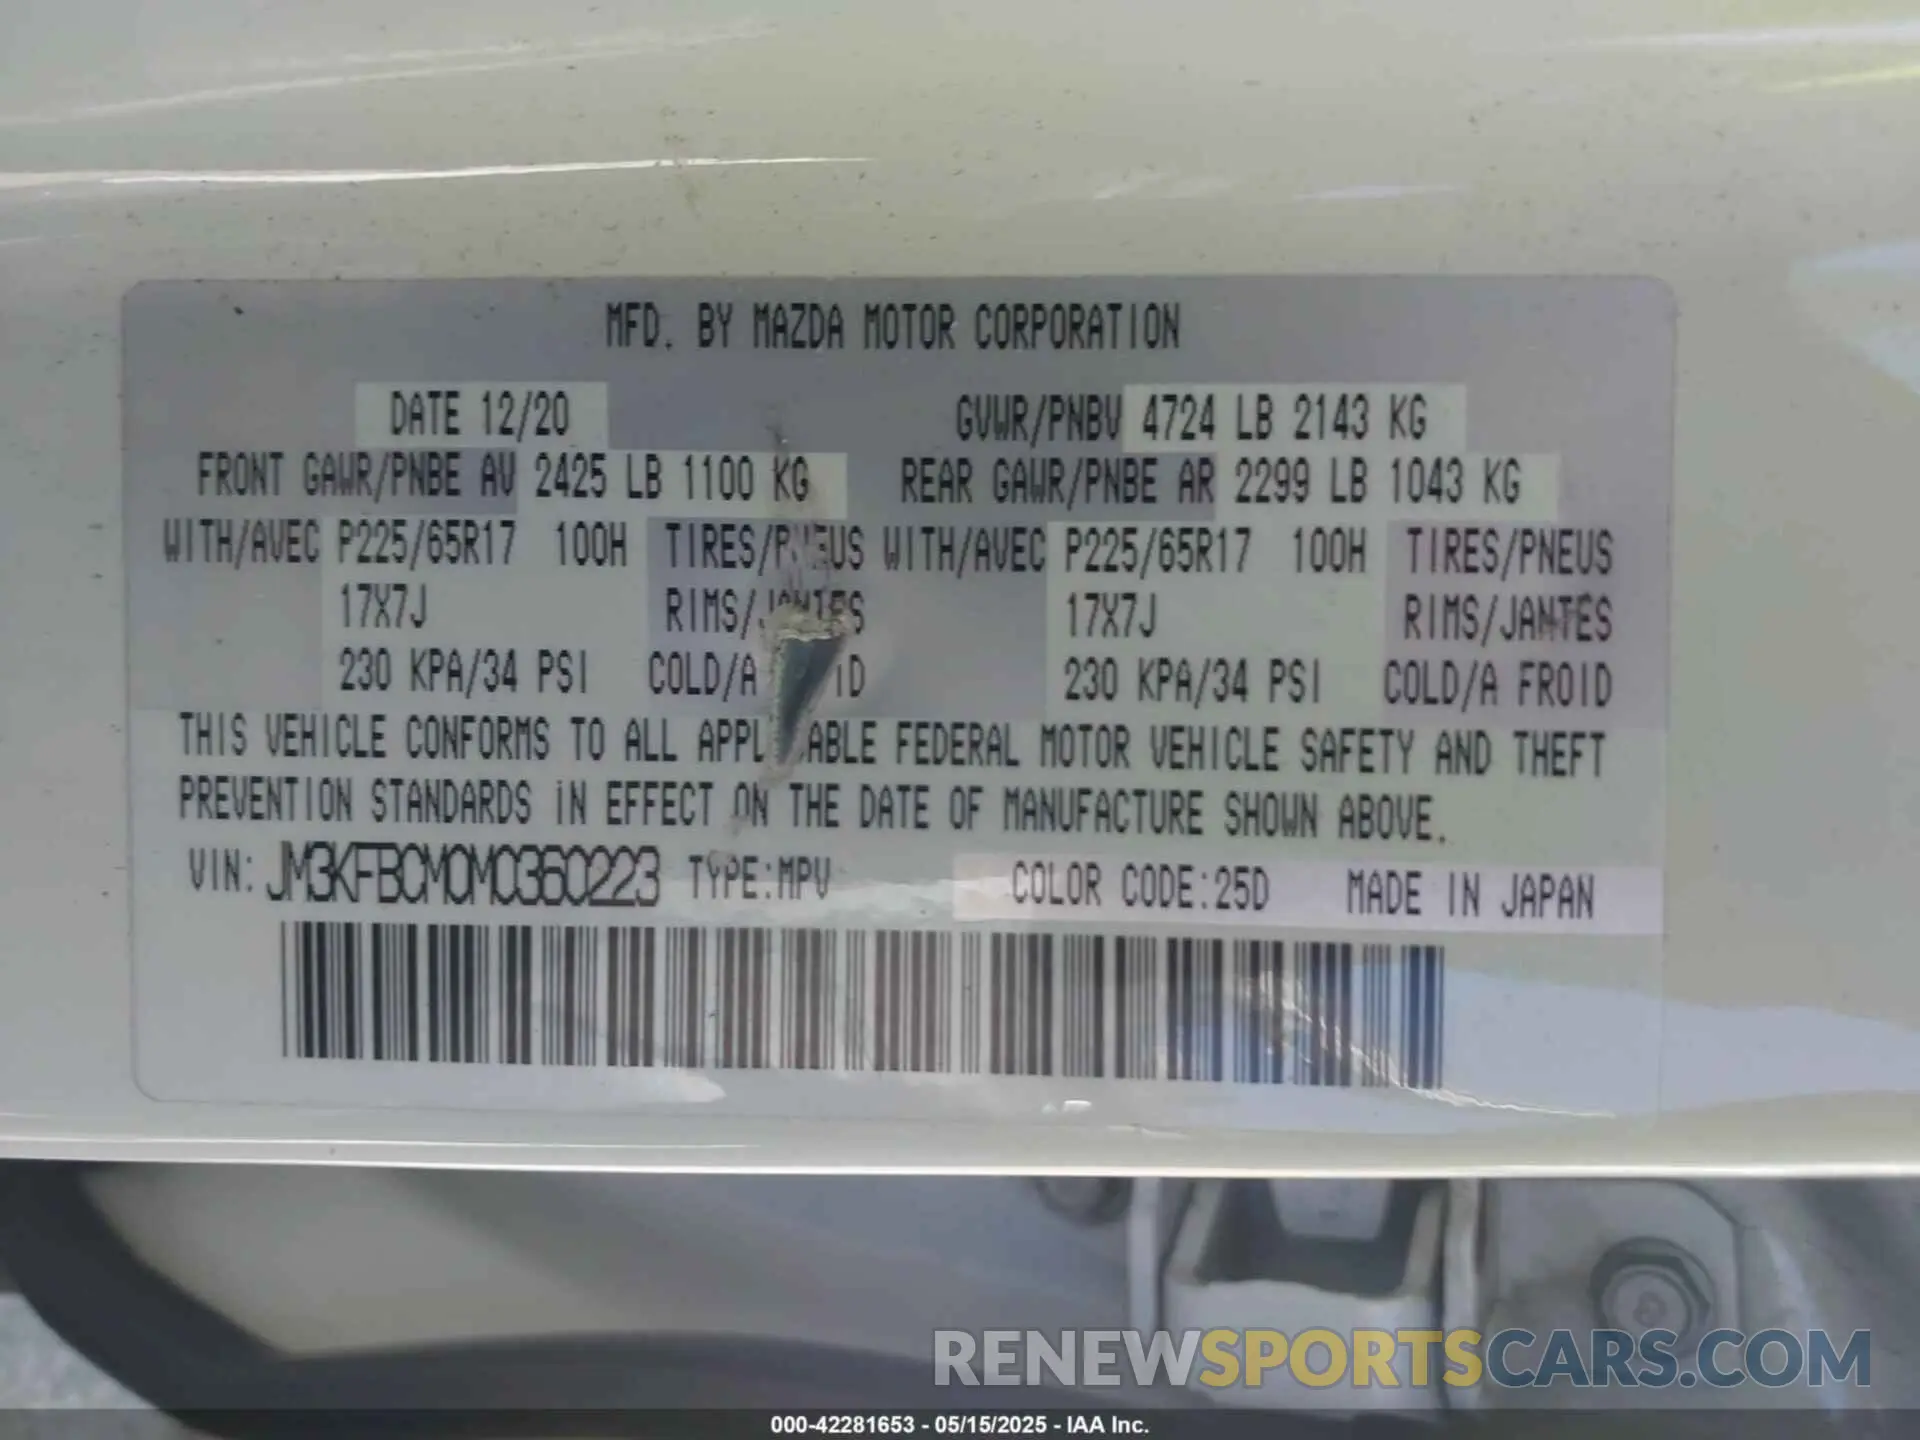 MFD. BY MAZDA MOTOR CORPORATION
DATE 12/20 GVWR/PNBV 4724 LB 2143 KG
FRONT GAWR/PNBE AV 2425 LB 1100 KG REAR GAWR/PNBE AR 2299 LB 1043 KG
WITH/AVEC P225/65R17 100H TIRES/PNEUS WITH/AVEC P225/65R17 100H TIRES/PNEUS
17X7J RIMS/JANTES 17X7J RIMS/JANTES
230 KPA/34 PSI COLD/A ID 230 KPA/34 PSI COLD/A FROID
THIS VEHICLE CONFORMS TO ALL APPLICABLE FEDERAL MOTOR VEHICLE SAFETY AND THEFT
PREVENTION STANDARDS iN EFFECT ON THE DATE OF MANUFACTURE SHOWN ABOVE.
VIN: JM3KFBCM0M0360223 TYPE:MPV COLOR CODE:25D MADE IN JAPAN
RENEWSPORTSCARS.COM
000-42281653 - 05/15/2025 - IAA Inc.